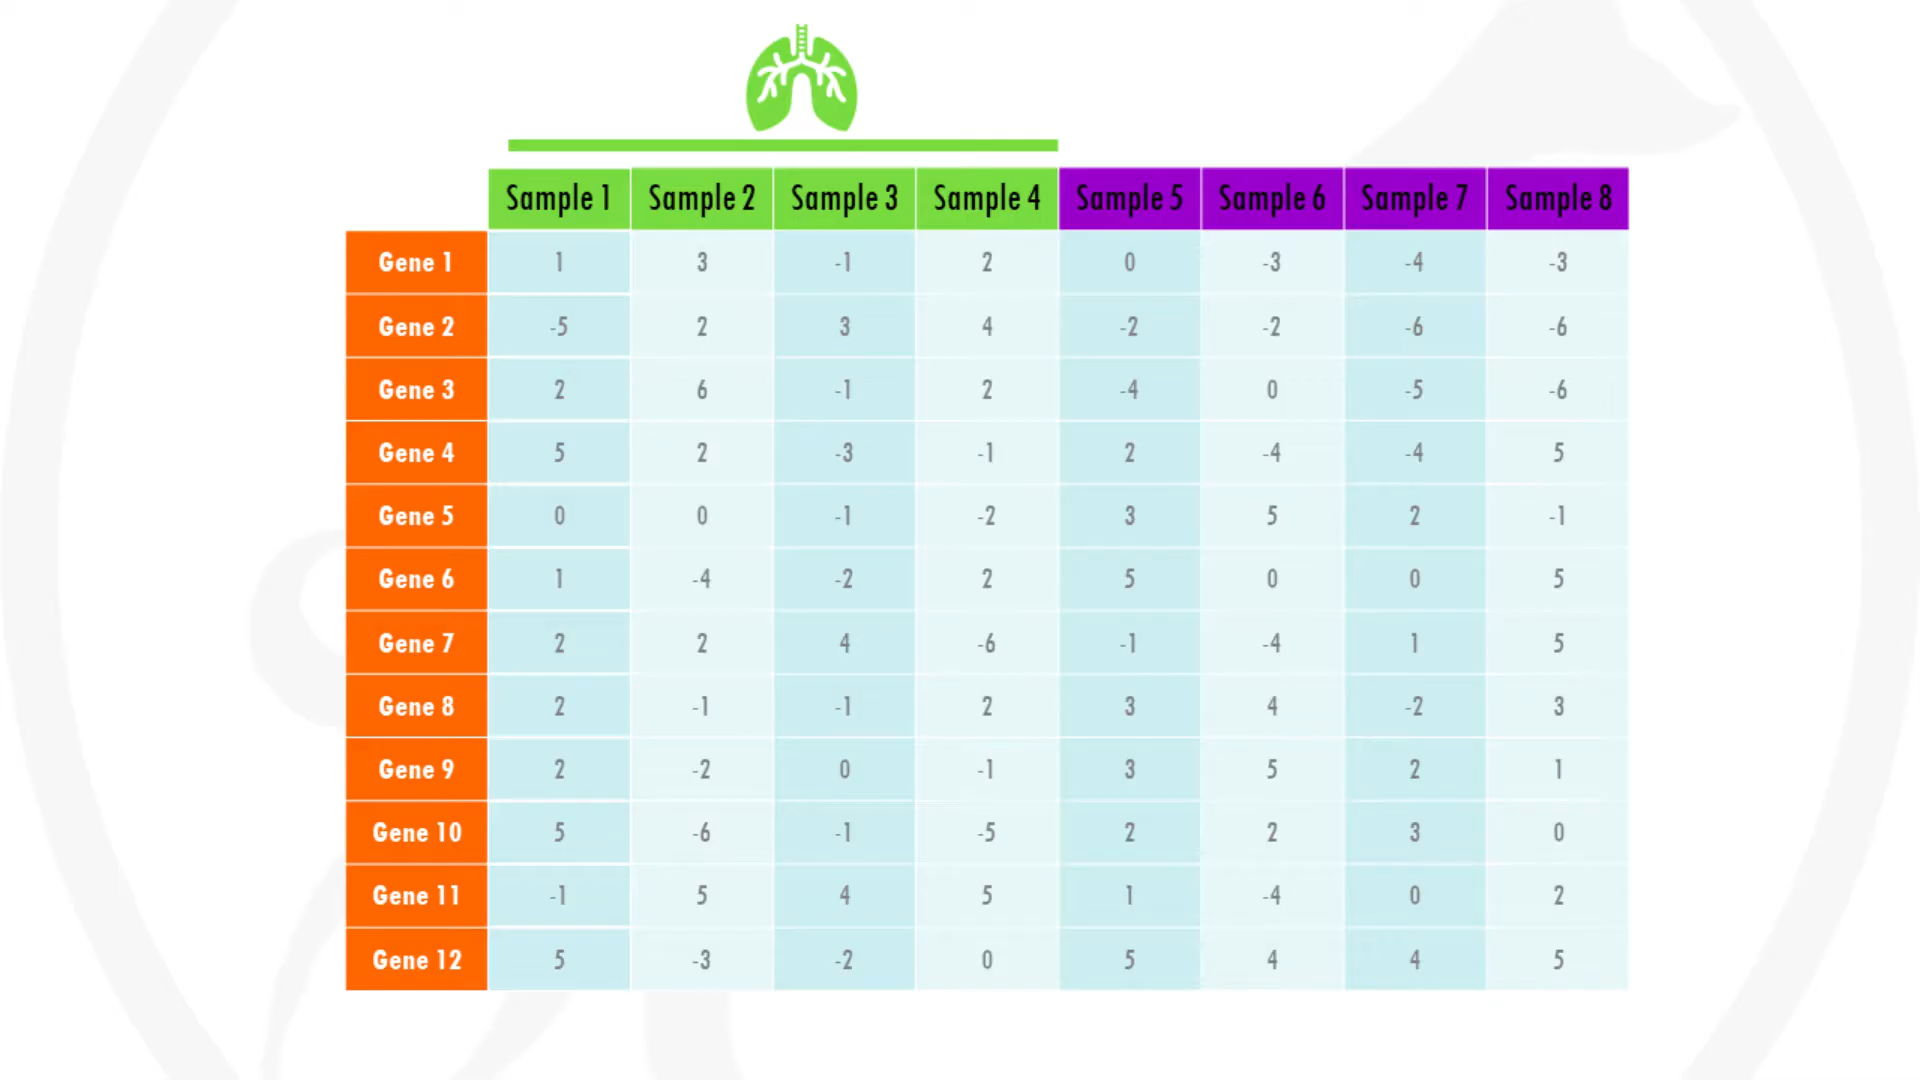 Sample 1 Sample 2 Sample 3 Sample 4 Sample 5 Sample 6 Sample 7 Sample 8
Gene 1 1 3 -1 2 0 -3 -4 -3
Gene 2 -5 2 3 4 -2 -2 -6 -6
Gene 3 2 6 -1 2 -4 0 -5 -6
Gene 4 5 2 -3 -1 2 -4 -4 5
Gene 5 0 0 -1 -2 3 5 2 -1
Gene 6 1 -4 -2 2 5 0 0 5
Gene 7 2 2 4 -6 -1 -4 1 5
Gene 8 2 -1 -1 2 3 4 -2 3
Gene 9 2 -2 0 -1 3 5 2 1
Gene 10 5 -6 -1 -5 2 2 3 0
Gene 11 -1 5 4 5 1 -4 0 2
Gene 12 5 -3 -2 0 5 4 4 5